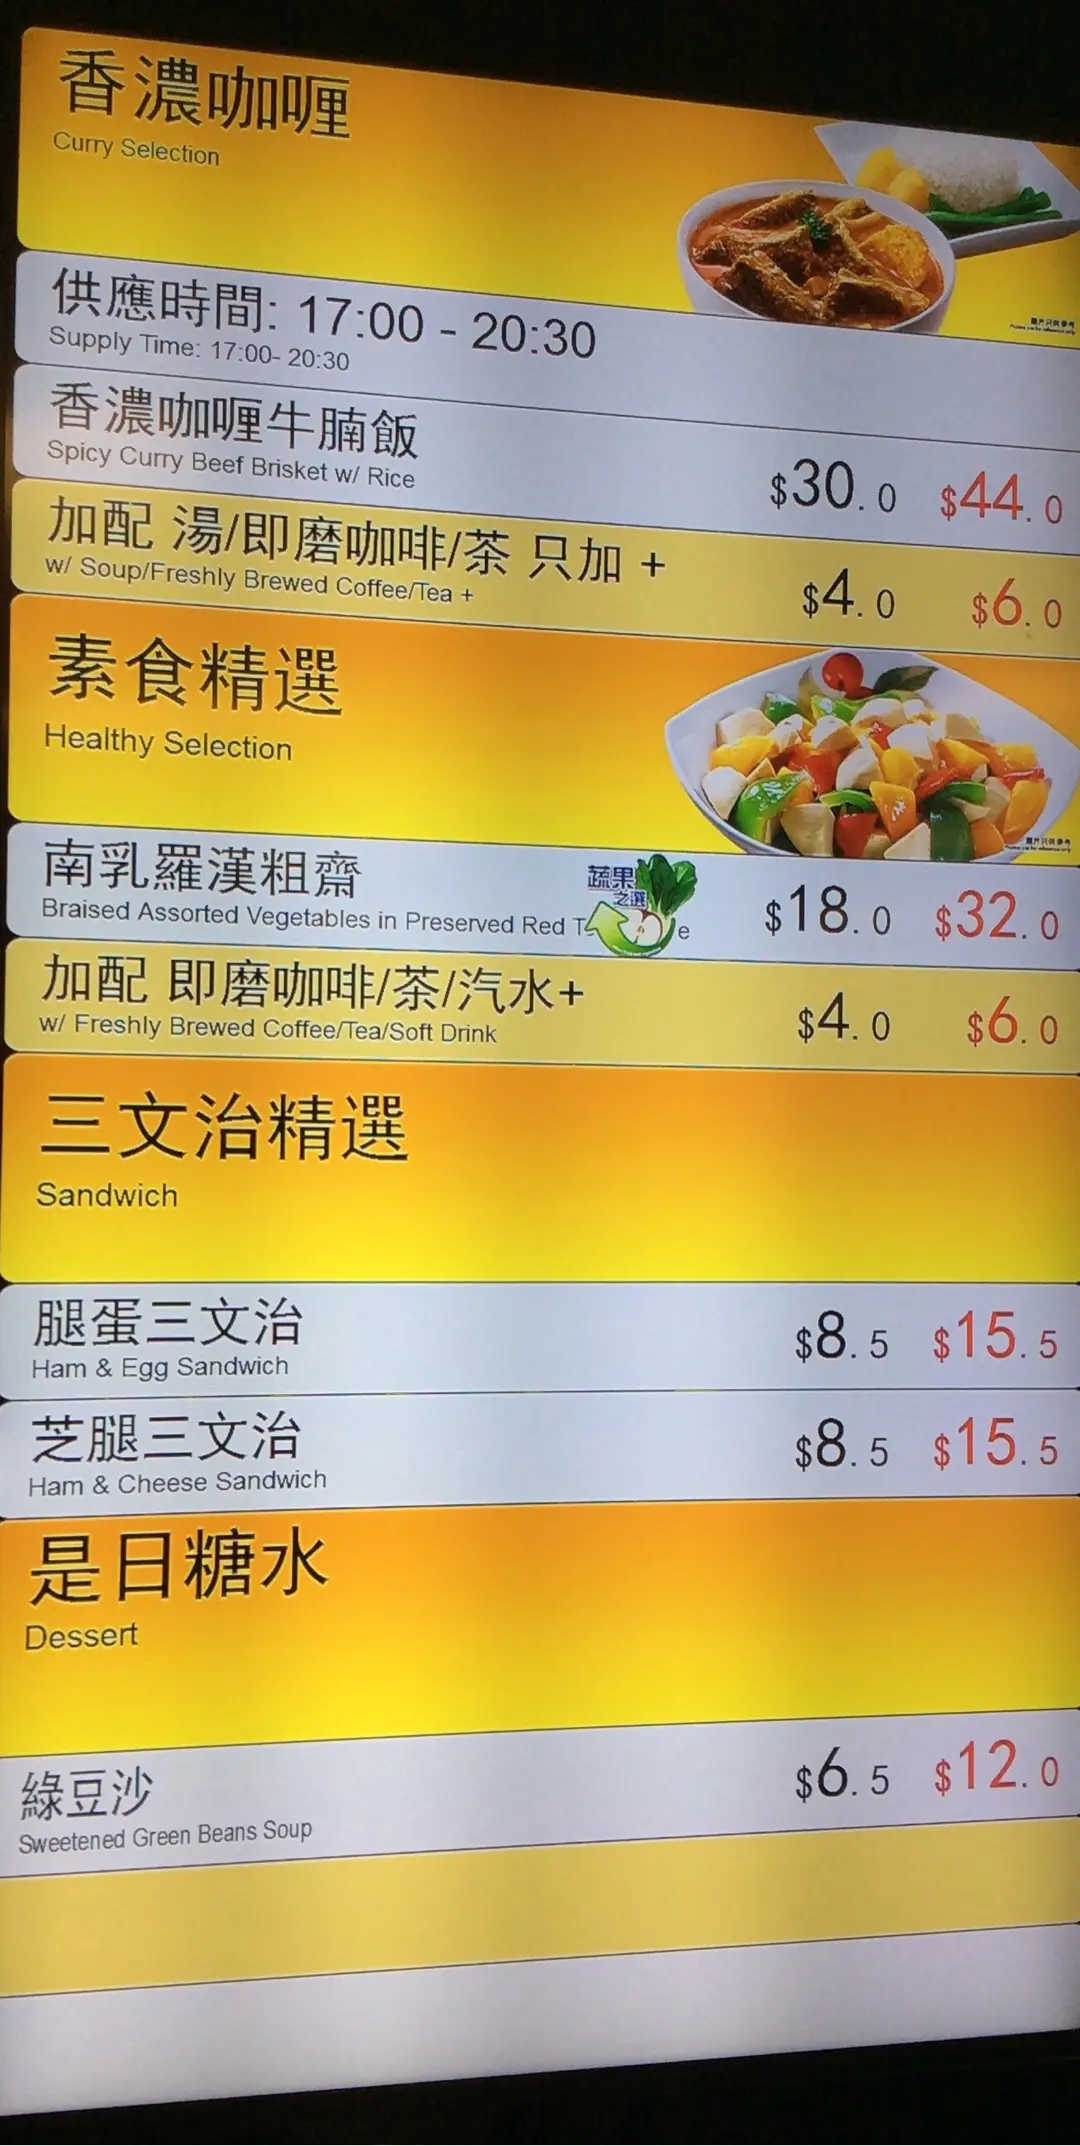 香濃咖喱
Curry Selection
供應時間: 17:00 - 20:30
Supply Time: 17:00- 20:30
香濃咖喱牛腩飯
Spicy Curry Beef Brisket w/ Rice
$30.0 $44.0
加配 湯/即磨咖啡/茶 只加 +
w/ Soup/Freshly Brewed Coffee/Tea +
$4.0 $6.0
素食精選
Healthy Selection
南乳羅漢粗齋
蔬果
之選
Braised Assorted Vegetables in Preserved Red
$18.0 $32.0
加配 即磨咖啡/茶/汽水+
w/ Freshly Brewed Coffee/Tea/Soft Drink
$4.0 $6.0
三文治精選
Sandwich
腿蛋三文治
Ham & Egg Sandwich
$8.5 $15.5
芝腿三文治
Ham & Cheese Sandwich
$8.5 $15.5
是日糖水
Dessert
綠豆沙
Sweetened Green Beans Soup
$6.5 $12.0